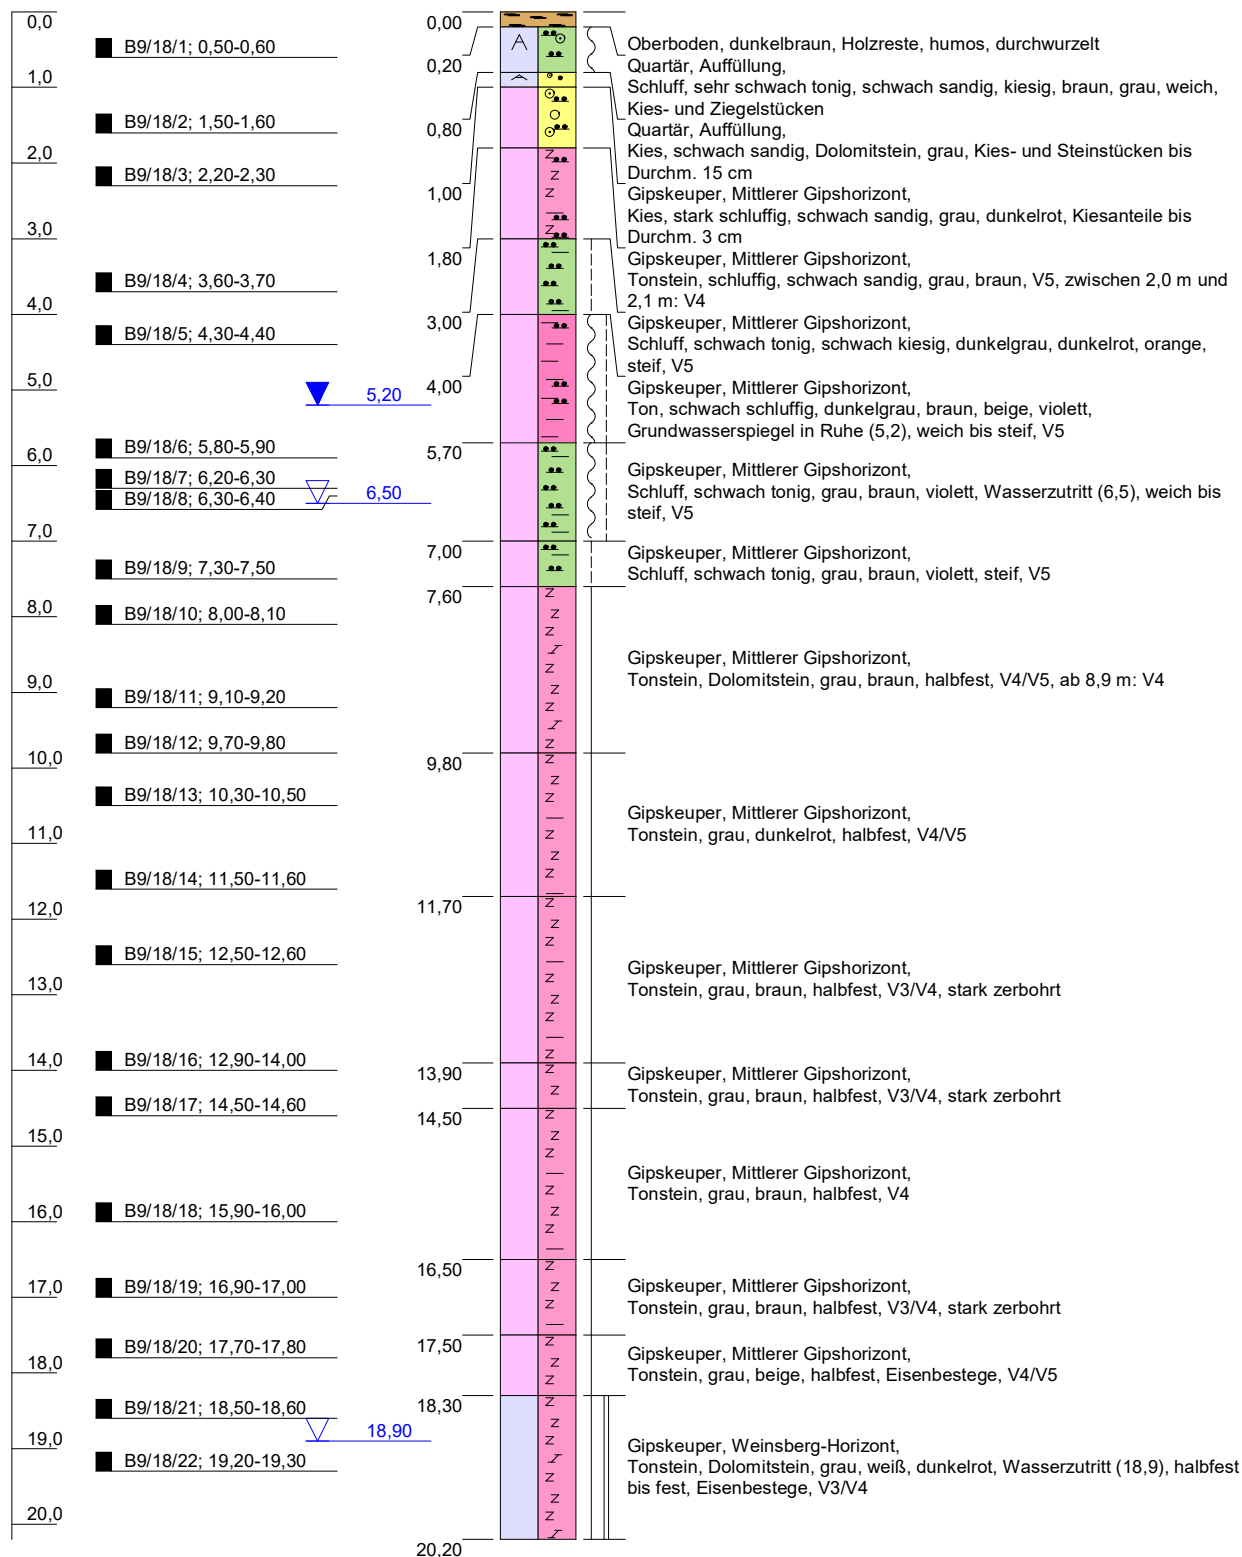 0,0
1,0
2,0
3,0
4,0
5,0
6,0
7,0
8,0
9,0
10,0
11,0
12,0
13,0
14,0
15,0
16,0
17,0
18,0
19,0
20,0
B9/18/1; 0,50-0,60
B9/18/2; 1,50-1,60
B9/18/3; 2,20-2,30
B9/18/4; 3,60-3,70
B9/18/5; 4,30-4,40
B9/18/6; 5,80-5,90
B9/18/7; 6,20-6,30
B9/18/8; 6,30-6,40
B9/18/9; 7,30-7,50
B9/18/10; 8,00-8,10
B9/18/11; 9,10-9,20
B9/18/12; 9,70-9,80
B9/18/13; 10,30-10,50
B9/18/14; 11,50-11,60
B9/18/15; 12,50-12,60
B9/18/16; 12,90-14,00
B9/18/17; 14,50-14,60
B9/18/18; 15,90-16,00
B9/18/19; 16,90-17,00
B9/18/20; 17,70-17,80
B9/18/21; 18,50-18,60
B9/18/22; 19,20-19,30
5,20
6,50
18,90
0,00
0,20
0,80
1,00
1,80
3,00
4,00
5,70
7,00
7,60
9,80
11,70
13,90
14,50
16,50
17,50
18,30
20,20
Oberboden, dunkelbraun, Holzreste, humos, durchwurzelt
Quartär, Auffüllung,
Schluff, sehr schwach tonig, schwach sandig, kiesig, braun, grau, weich,
Kies- und Ziegelstücken
Quartär, Auffüllung,
Kies, schwach sandig, Dolomitstein, grau, Kies- und Steinstücken bis
Durchm. 15 cm
Gipskeuper, Mittlerer Gipshorizont,
Kies, stark schluffig, schwach sandig, grau, dunkelrot, Kiesanteile bis
Durchm. 3 cm
Gipskeuper, Mittlerer Gipshorizont,
Tonstein, schluffig, schwach sandig, grau, braun, V5, zwischen 2,0 m und
2,1 m: V4
Gipskeuper, Mittlerer Gipshorizont,
Schluff, schwach tonig, schwach kiesig, dunkelgrau, dunkelrot, orange,
steif, V5
Gipskeuper, Mittlerer Gipshorizont,
Ton, schwach schluffig, dunkelgrau, braun, beige, violett,
Grundwasserspiegel in Ruhe (5,2), weich bis steif, V5
Gipskeuper, Mittlerer Gipshorizont,
Schluff, schwach tonig, grau, braun, violett, Wasserzutritt (6,5), weich bis
steif, V5
Gipskeuper, Mittlerer Gipshorizont,
Schluff, schwach tonig, grau, braun, violett, steif, V5
Gipskeuper, Mittlerer Gipshorizont,
Tonstein, Dolomitstein, grau, braun, halbfest, V4/V5, ab 8,9 m: V4
Gipskeuper, Mittlerer Gipshorizont,
Tonstein, grau, dunkelrot, halbfest, V4/V5
Gipskeuper, Mittlerer Gipshorizont,
Tonstein, grau, braun, halbfest, V3/V4, stark zerbohrt
Gipskeuper, Mittlerer Gipshorizont,
Tonstein, grau, braun, halbfest, V3/V4, stark zerbohrt
Gipskeuper, Mittlerer Gipshorizont,
Tonstein, grau, braun, halbfest, V4
Gipskeuper, Mittlerer Gipshorizont,
Tonstein, grau, braun, halbfest, V3/V4, stark zerbohrt
Gipskeuper, Mittlerer Gipshorizont,
Tonstein, grau, beige, halbfest, Eisenbestege, V4/V5
Gipskeuper, Weinsberg-Horizont,
Tonstein, Dolomitstein, grau, weiß, dunkelrot, Wasserzutritt (18,9), halbfest
bis fest, Eisenbestege, V3/V4